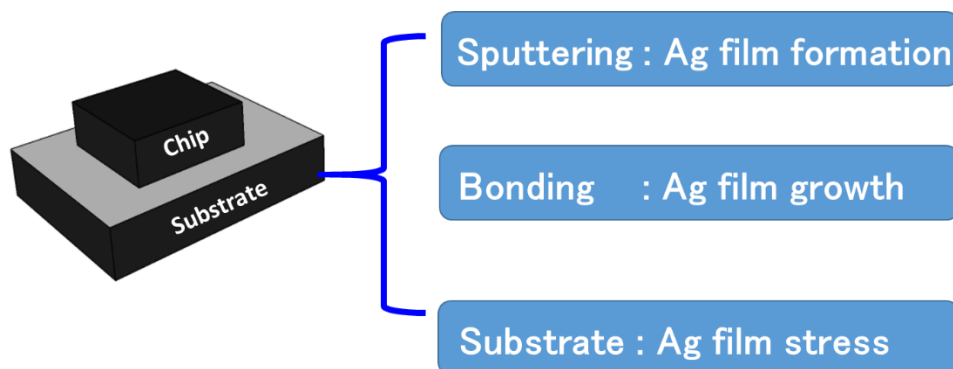 Chip
Substrate
Sputtering : Ag film formation
Bonding : Ag film growth
Substrate : Ag film stress